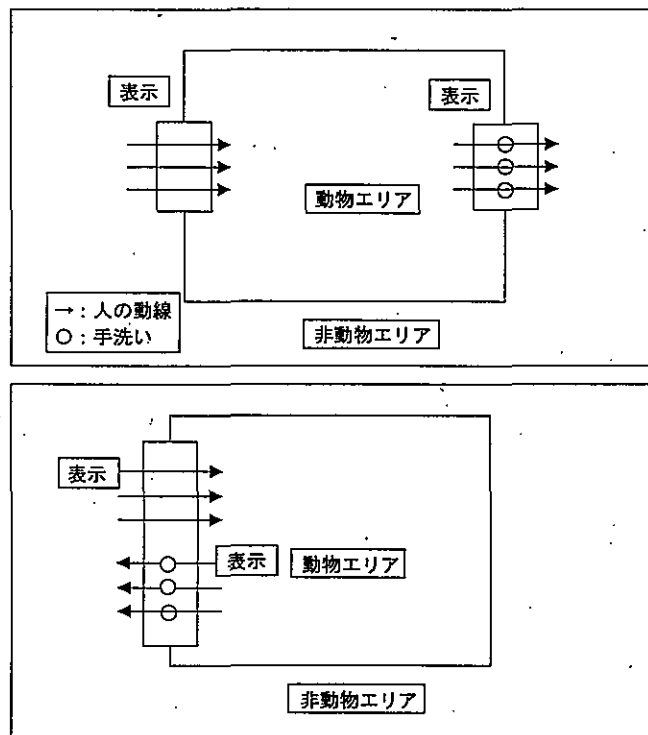 表示
表示
動物エリア
→：人の動線
○：手洗い
非動物エリア
表示
表示
動物エリア
非動物エリア